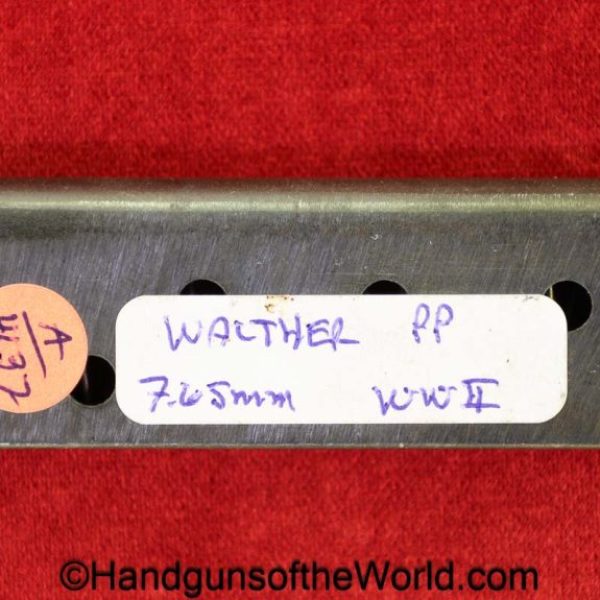 WALTHER PP
7.65mm WWII
A
W37
©HandgunsoftheWorld.com